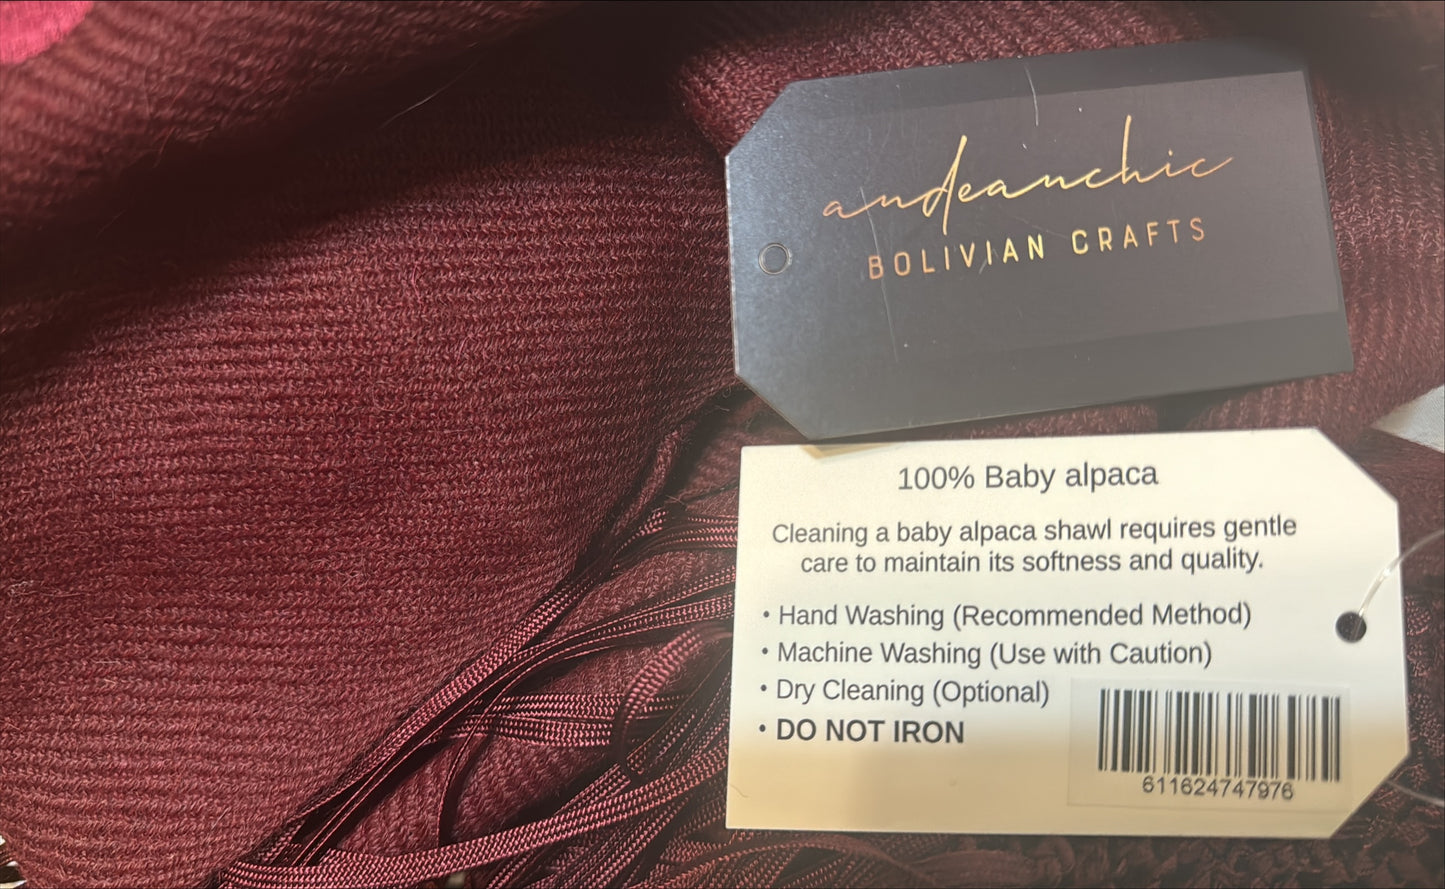 andeanchic
BOLIVIAN CRAFTS
100% Baby alpaca
Cleaning a baby alpaca shawl requires gentle
care to maintain its softness and quality.
• Hand Washing (Recommended Method)
• Machine Washing (Use with Caution)
• Dry Cleaning (Optional)
• DO NOT IRON
611624747976